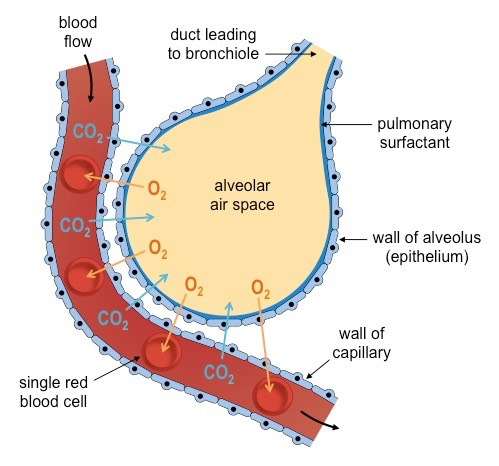 blood
flow
duct leading
to bronchiole
CO2
pulmonary
surfactant
O2
alveolar
air space
CO2
wall of alveolus
(epithelium)
O2
O2
O2
CO2
wall of
capillary
CO2
single red
blood cell